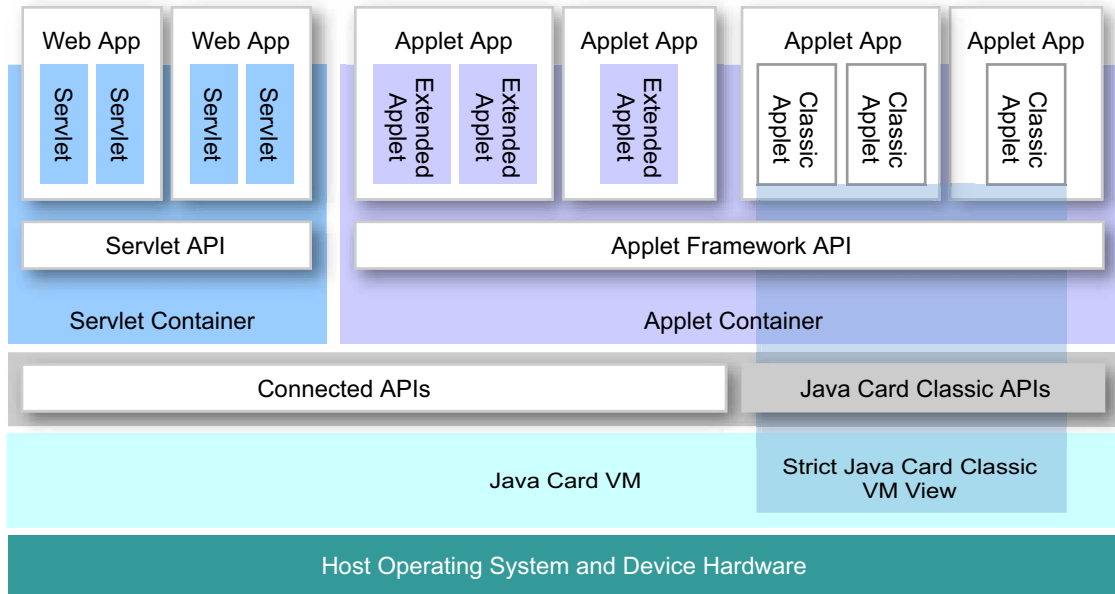 Web App
Web App
Applet App
Applet App
Applet App
Applet App
Servlet
Servlet
Servlet
Servlet
Extended
Applet
Extended
Applet
Extended
Applet
Classic
Applet
Classic
Applet
Classic
Applet
Servlet API
Applet Framework API
Servlet Container
Applet Container
Connected APIs
Java Card Classic APIs
Java Card VM
Strict Java Card Classic
VM View
Host Operating System and Device Hardware